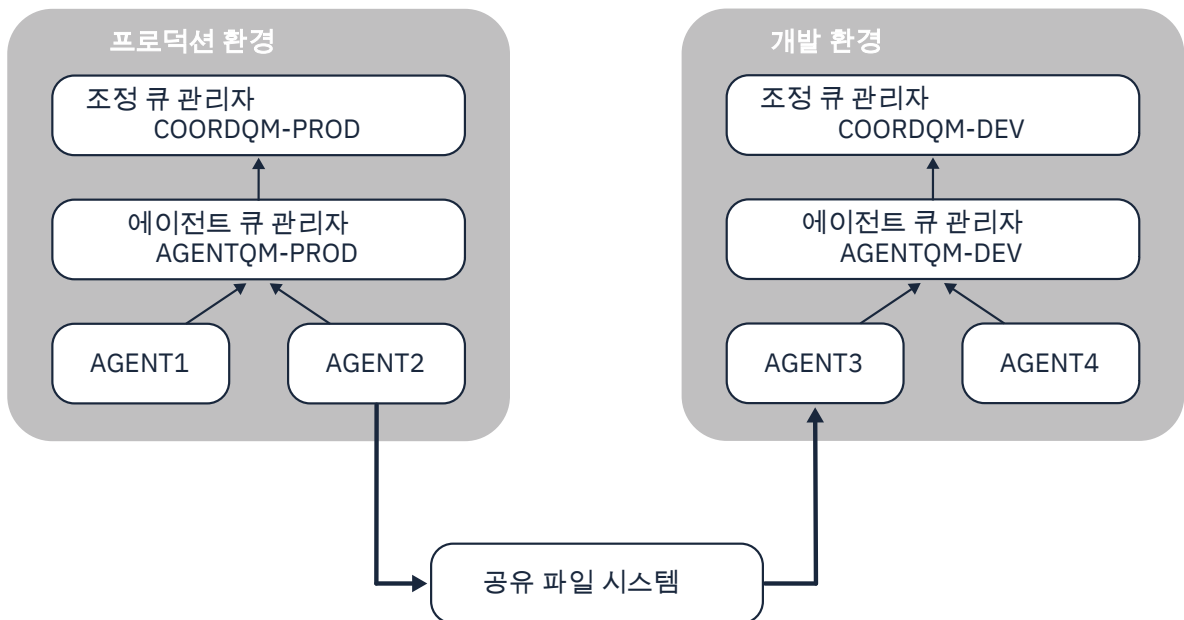 프로덕션 환경
조정 큐 관리자
COORDQM-PROD
에이전트 큐 관리자
AGENTQM-PROD
AGENT1
AGENT2
개발 환경
조정 큐 관리자
COORDQM-DEV
에이전트 큐 관리자
AGENTQM-DEV
AGENT3
AGENT4
공유 파일 시스템